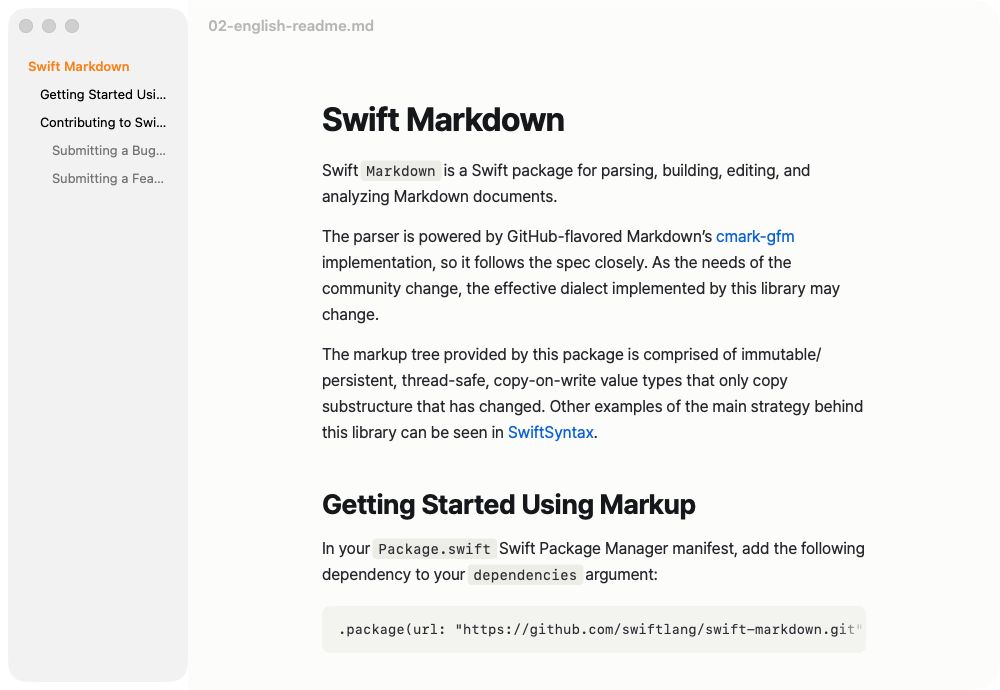 02-english-readme.md
Swift Markdown
Getting Started Usi...
Contributing to Swi...
Submitting a Bug...
Submitting a Fea...
Swift Markdown
Swift Markdown is a Swift package for parsing, building, editing, and
analyzing Markdown documents.
The parser is powered by GitHub-flavored Markdown’s cmark-gfm
implementation, so it follows the spec closely. As the needs of the
community change, the effective dialect implemented by this library may
change.
The markup tree provided by this package is comprised of immutable/
persistent, thread-safe, copy-on-write value types that only copy
substructure that has changed. Other examples of the main strategy behind
this library can be seen in SwiftSyntax.
Getting Started Using Markup
In your Package.swift Swift Package Manager manifest, add the following
dependency to your dependencies argument:
.package(url: "https://github.com/swiftlang/swift-markdown.git"